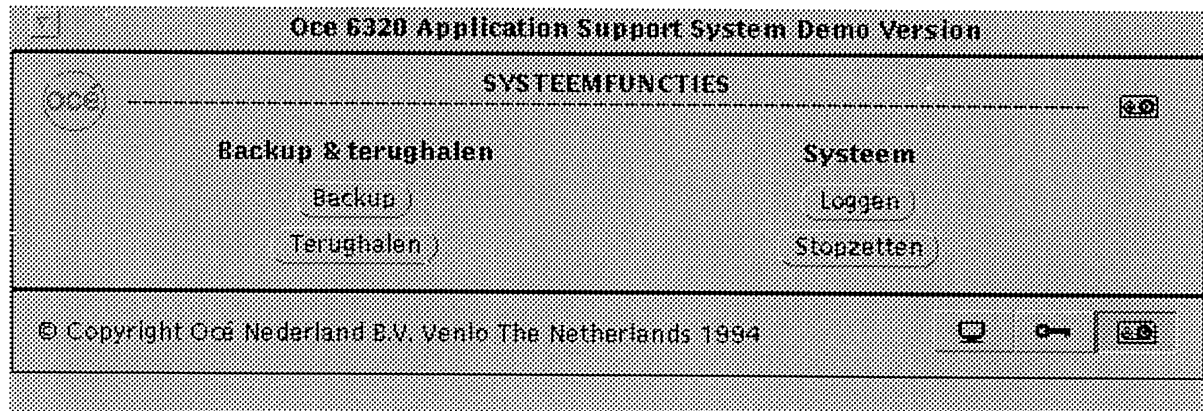 Oce 6320 Application Support System Demo Version
SYSTEEMFUNCTIES
Océ
Backup & terughalen
Systeem
Backup
Loggen
Terughalen
Stopzetten
© Copyright Océ Nederland B.V. Venlo The Netherlands 1994